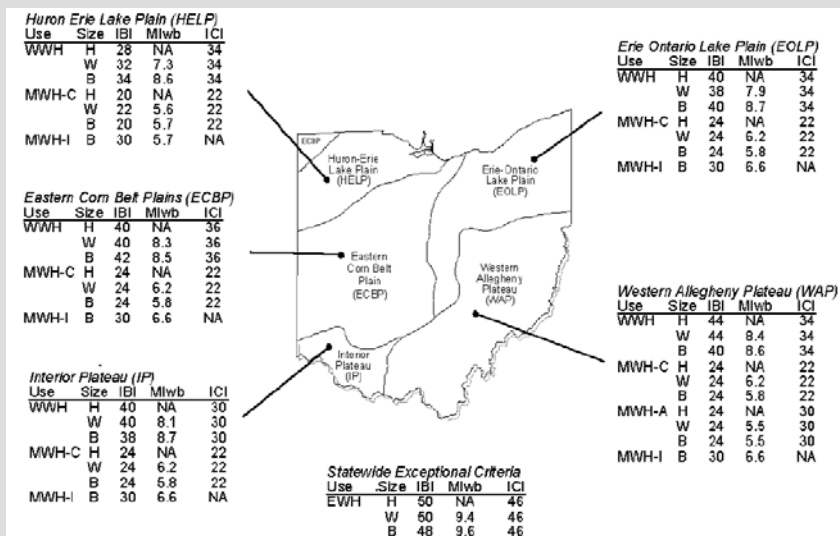 Huron Erie Lake Plain (HELP)
Use Size IBI MIwb ICI
WWH H 28 NA 34
W 32 7.3 34
B 34 8.6 34
MWH-C H 20 NA 22
W 22 5.6 22
B 20 5.7 22
MWH-I B 30 5.7 NA
Eastern Corn Belt Plains (ECBP)
Use Size IBI MIwb ICI
WWH H 40 NA 36
W 40 8.3 36
B 42 8.5 36
MWH-C H 24 NA 22
W 24 6.2 22
B 24 5.8 22
MWH-I B 30 6.6 NA
Interior Plateau (IP)
Use Size IBI MIwb ICI
WWH H 40 NA 30
W 40 8.1 30
B 38 8.7 30
MWH-C H 24 NA 22
W 24 6.2 22
B 24 5.8 22
MWH-I B 30 6.6 NA
ECBP
Huron-Erie
Lake Plain
(HELP)
Erie-Ontario
Lake Plain
(EOLP)
Eastern
Corn Belt
Plain
(ECBP)
Western
Allegheny
Plateau
(WAP)
Interior
Plateau
(IP)
Erie Ontario Lake Plain (EOLP)
Use Size IBI MIwb ICI
WWH H 40 NA 34
W 38 7.9 34
B 40 8.7 34
MWH-C H 24 NA 22
W 24 6.2 22
B 24 5.8 22
MWH-I B 30 6.6 NA
Western Allegheny Plateau (WAP)
Use Size IBI MIwb ICI
WWH H 44 NA 34
W 44 8.4 34
B 40 8.6 34
MWH-C H 24 NA 22
W 24 6.2 22
B 24 5.8 22
MWH-A H 24 NA 30
W 24 5.5 30
B 24 5.5 30
MWH-I B 30 6.6 NA
Statewide Exceptional Criteria
Use .Size IBI MIwb ICI
EWH H 50 NA 46
W 50 9.4 46
B 48 9.6 46